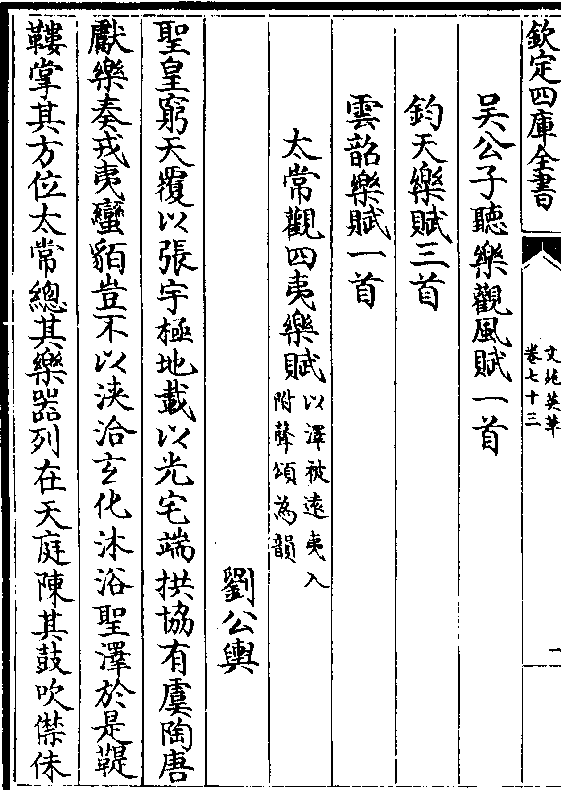 欽定四庫全書
文苑英華
卷七十三
一
吳公子聽樂觀風賦一首
鈞天樂賦三首
雲韶樂賦一首
太常觀四夷樂賦以澤被遠夷入
附聲頌為韻
劉公輿
聖皇窮天覆以張宇極地載以光宅端拱協有虞陶唐
獻樂奏戎夷蠻貊豈不以浹洽玄化沐浴聖澤於是鞮
鞻掌其方位太常總其樂器列在天庭陳其鼓吹僸佅